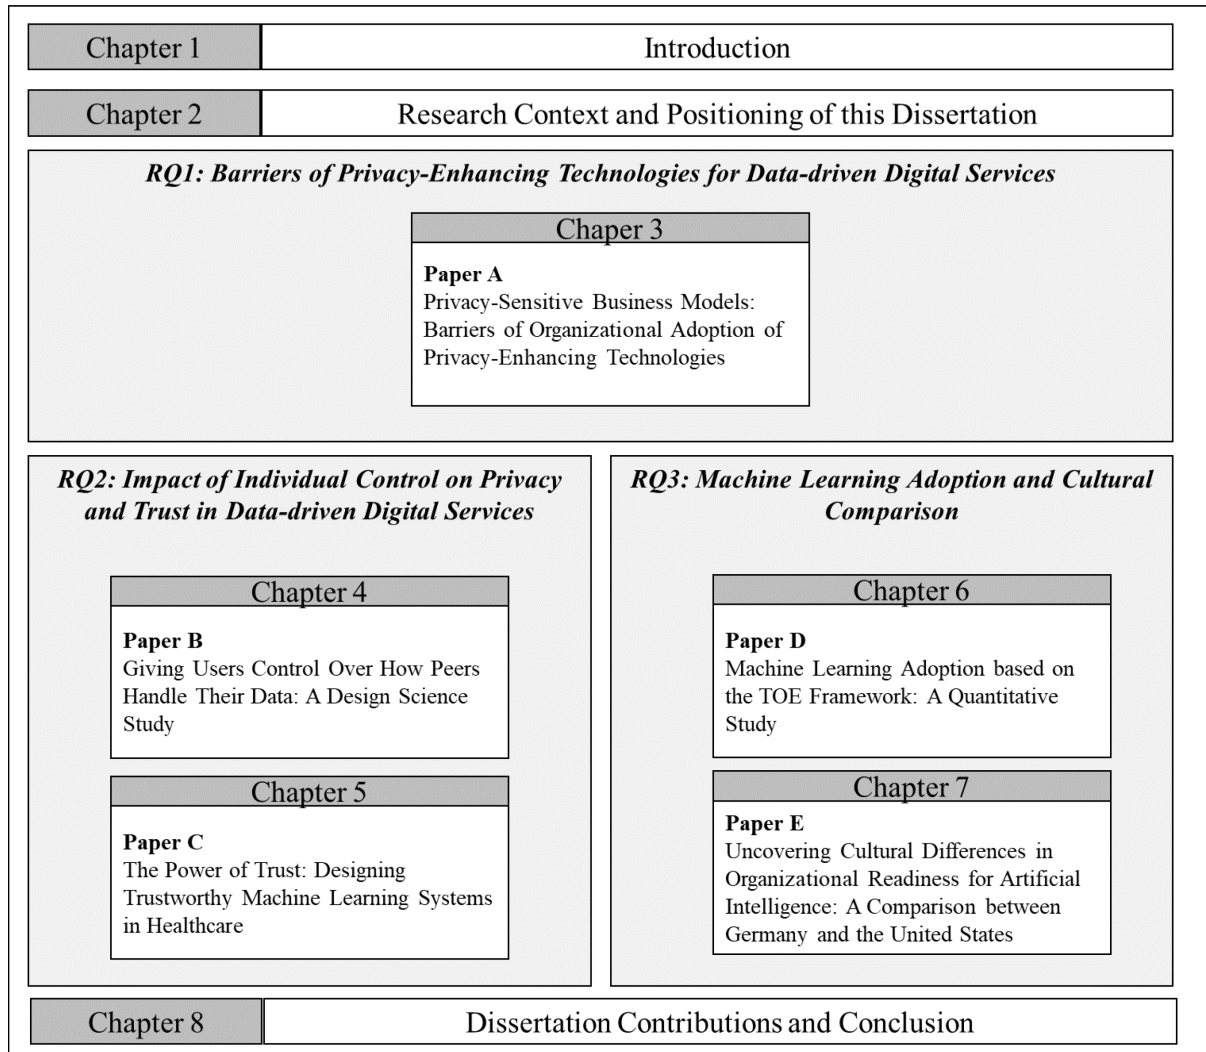 Chapter 1
Introduction
Chapter 2
Research Context and Positioning of this Dissertation
RQ1: Barriers of Privacy-Enhancing Technologies for Data-driven Digital Services
Chaper 3
Paper A
Privacy-Sensitive Business Models:
Barriers of Organizational Adoption of
Privacy-Enhancing Technologies
RQ2: Impact of Individual Control on Privacy
and Trust in Data-driven Digital Services
Chapter 4
Paper B
Giving Users Control Over How Peers
Handle Their Data: A Design Science
Study
Chapter 5
Paper C
The Power of Trust: Designing
Trustworthy Machine Learning Systems
in Healthcare
RQ3: Machine Learning Adoption and Cultural
Comparison
Chapter 6
Paper D
Machine Learning Adoption based on
the TOE Framework: A Quantitative
Study
Chapter 7
Paper E
Uncovering Cultural Differences in
Organizational Readiness for Artificial
Intelligence: A Comparison between
Germany and the United States
Chapter 8
Dissertation Contributions and Conclusion